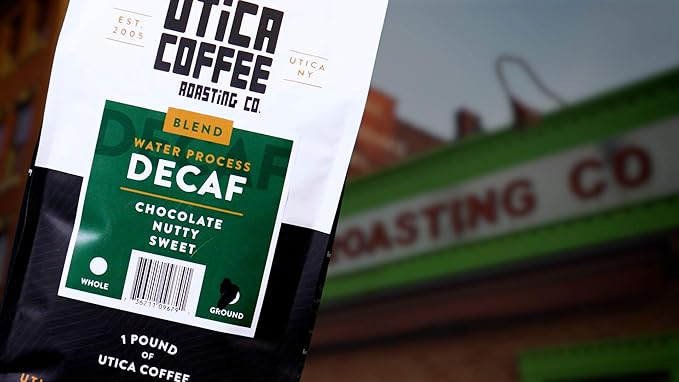 UTiCA
COFFEE
ROASTiNG CO.
EST.
2005
UTICA
NY
BLEND
DECAF
WATER PROCESS
DECAF
CHOCOLATE
NUTTY
SWEET
WHOLE
GROUND
1 POUND
OF
UTICA COFFEE
ROASTING CO